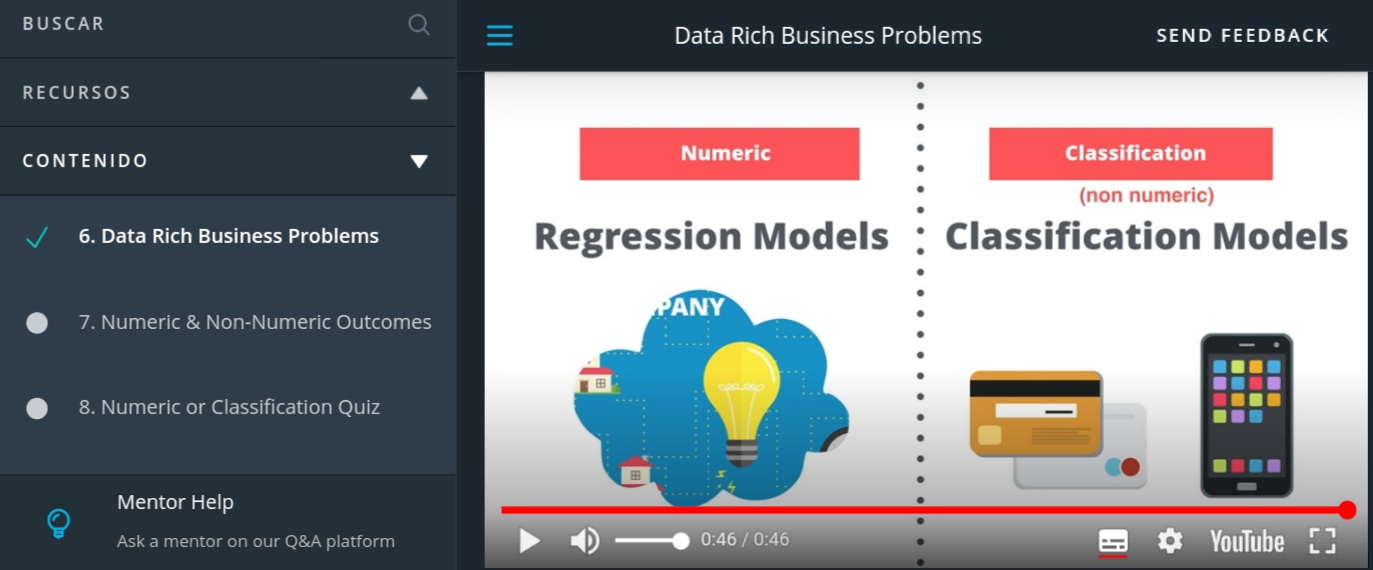 BUSCAR
RECURSOS
CONTENIDO
6. Data Rich Business Problems
7. Numeric & Non-Numeric Outcomes
8. Numeric or Classification Quiz
Mentor Help
Ask a mentor on our Q&A platform
Data Rich Business Problems
SEND FEEDBACK
Numeric
Regression Models
PANY
Classification
(non numeric)
Classification Models
0:46 / 0:46
YouTube